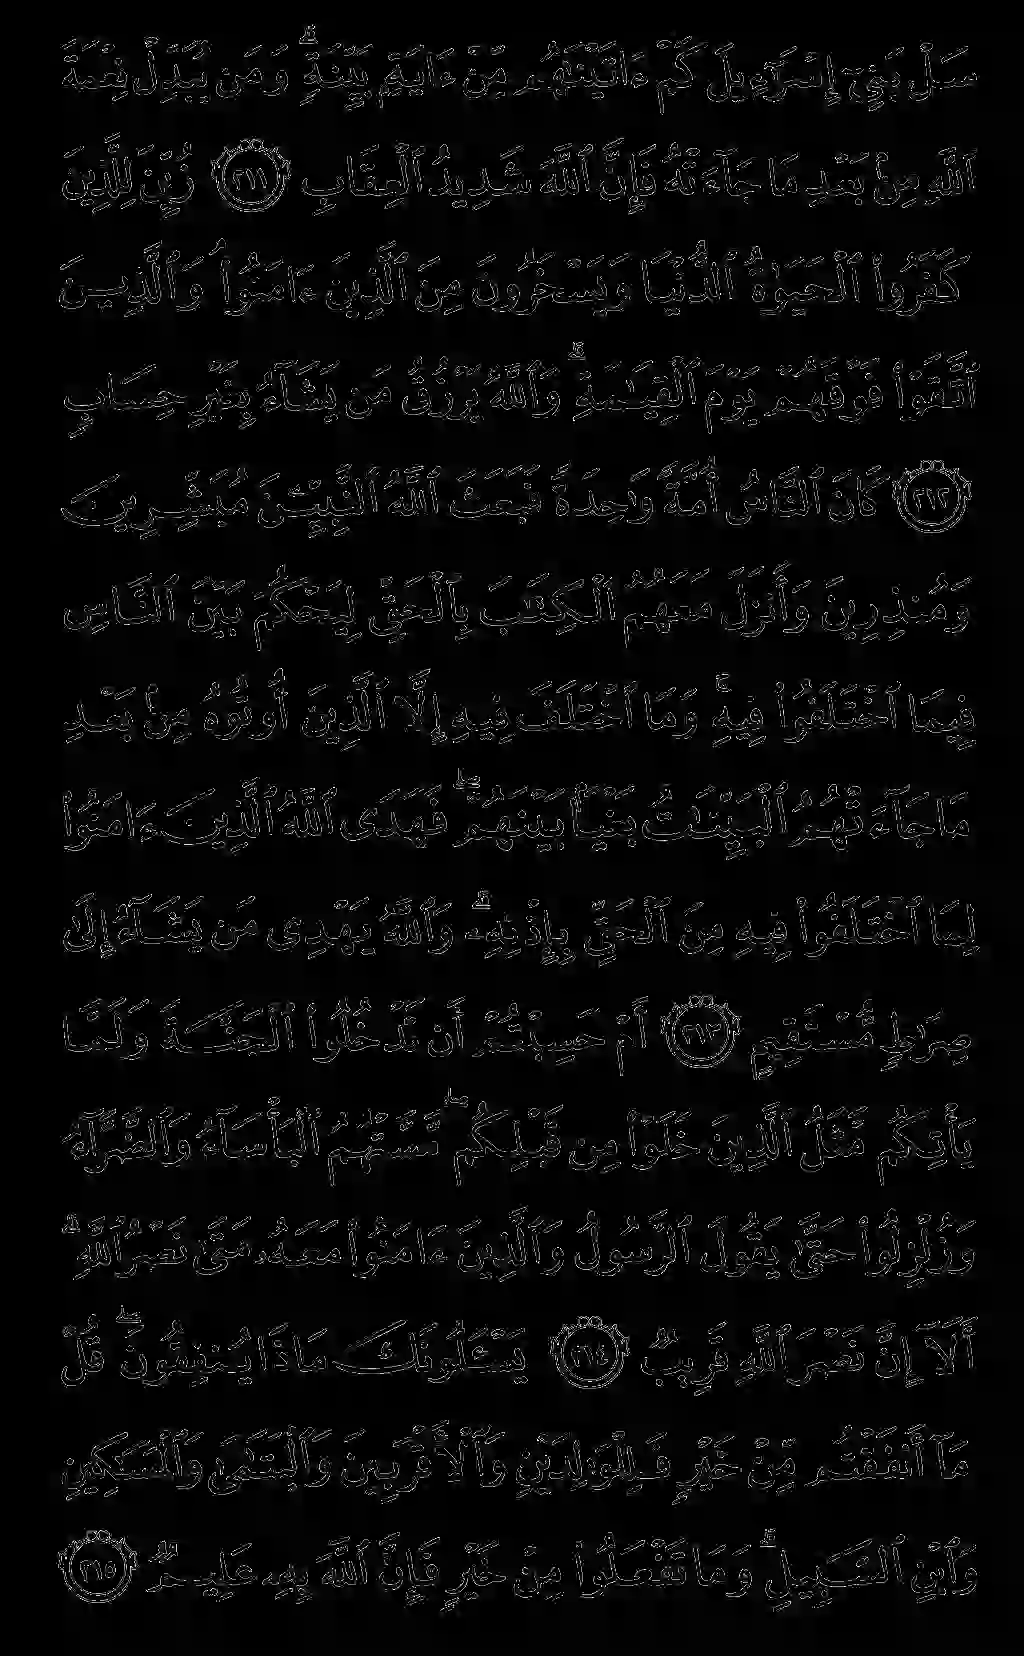 سَلْ بَنِىٓ إِسْرَٰٓءِيلَ كَمْ ءَاتَيْنَٰهُم مِّنْ ءَايَةٍۭ بَيِّنَةٍۗ وَمَن يُبَدِّلْ نِعْمَةَ
ٱللَّهِ مِنۢ بَعْدِ مَا جَآءَتْهُ فَإِنَّ ٱللَّهَ شَدِيدُ ٱلْعِقَابِ ٢١١ زُيِّنَ لِلَّذِينَ
كَفَرُوا۟ ٱلْحَيَوٰةُ ٱلدُّنْيَا وَيَسْخَرُونَ مِنَ ٱلَّذِينَ ءَامَنُوا۟ۘ وَٱلَّذِينَ
ٱتَّقَوْا۟ فَوْقَهُمْ يَوْمَ ٱلْقِيَٰمَةِۗ وَٱللَّهُ يَرْزُقُ مَن يَشَآءُ بِغَيْرِ حِسَابٍ
٢١٢ كَانَ ٱلنَّاسُ أُمَّةً وَٰحِدَةً فَبَعَثَ ٱللَّهُ ٱلنَّبِيِّـۧنَ مُبَشِّرِينَ
وَمُنذِرِينَ وَأَنزَلَ مَعَهُمُ ٱلْكِتَٰبَ بِٱلْحَقِّ لِيَحْكُمَ بَيْنَ ٱلنَّاسِ
فِيمَا ٱخْتَلَفُوا۟ فِيهِۚ وَمَا ٱخْتَلَفَ فِيهِ إِلَّا ٱلَّذِينَ أُوتُوهُ مِنۢ بَعْدِ
مَا جَآءَتْهُمُ ٱلْبَيِّنَٰتُ بَغْيَۢا بَيْنَهُمْۖ فَهَدَى ٱللَّهُ ٱلَّذِينَ ءَامَنُوا۟
لِمَا ٱخْتَلَفُوا۟ فِيهِ مِنَ ٱلْحَقِّ بِإِذْنِهِۦۗ وَٱللَّهُ يَهْدِى مَن يَشَآءُ إِلَىٰ
صِرَٰطٍ مُّسْتَقِيمٍ ٢١٣ أَمْ حَسِبْتُمْ أَن تَدْخُلُوا۟ ٱلْجَنَّةَ وَلَمَّا
يَأْتِكُم مَّثَلُ ٱلَّذِينَ خَلَوْا۟ مِن قَبْلِكُمۖ مَّسَّتْهُمُ ٱلْبَأْسَآءُ وَٱلضَّرَّآءُ
وَزُلْزِلُوا۟ حَتَّىٰ يَقُولَ ٱلرَّسُولُ وَٱلَّذِينَ ءَامَنُوا۟ مَعَهُۥ مَتَىٰ نَصْرُ ٱللَّهِۗ
أَلَآ إِنَّ نَصْرَ ٱللَّهِ قَرِيبٌ ٢١٤ يَسْـَٔلُونَكَ مَاذَا يُنفِقُونَۖ قُلْ
مَآ أَنفَقْتُم مِّنْ خَيْرٍ فَلِلْوَٰلِدَيْنِ وَٱلْأَقْرَبِينَ وَٱلْيَتَٰمَىٰ وَٱلْمَسَٰكِينِ
وَٱبْنِ ٱلسَّبِيلِۗ وَمَا تَفْعَلُوا۟ مِنْ خَيْرٍ فَإِنَّ ٱللَّهَ بِهِۦ عَلِيمٌ ٢١٥